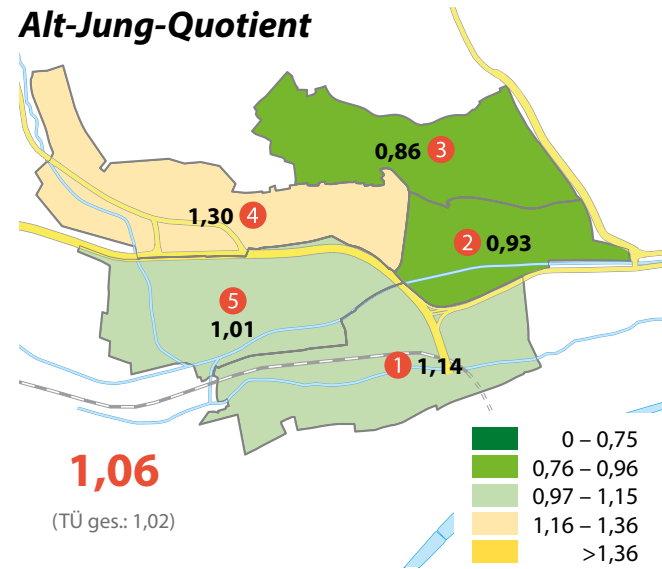 Alt-Jung-Quotient
0,86 3
1,30 4
2 0,93
5
1,01
1 1,14
1,06
(TÜ ges.: 1,02)
0 – 0,75
0,76 – 0,96
0,97 – 1,15
1,16 – 1,36
>1,36